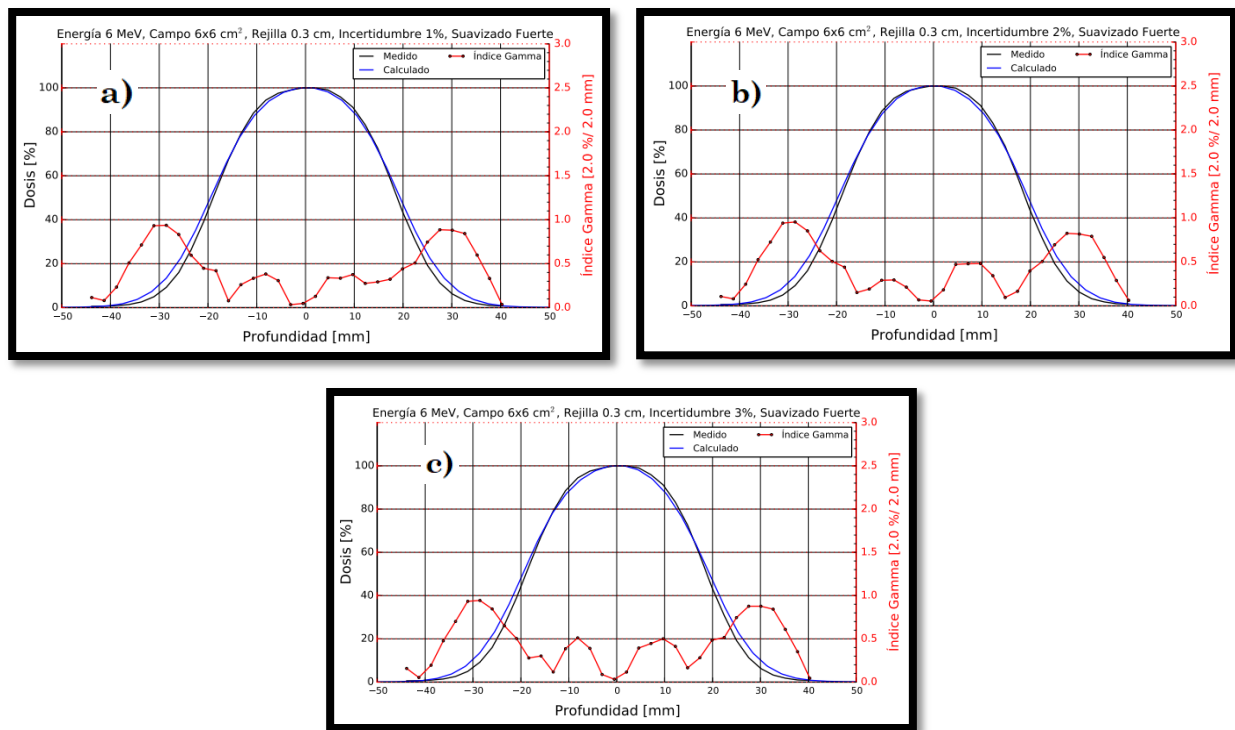 Energía 6 MeV, Campo 6x6 cm², Rejilla 0.3 cm, Incertidumbre 1%, Suavizado Fuerte
a)
Medido
Calculado
Índice Gamma
Dosis [%]
0
20
40
60
80
100
Índice Gamma [2.0 %/ 2.0 mm]
0.0
0.5
1.0
1.5
2.0
2.5
3.0
−50 −40 −30 −20 −10 0 10 20 30 40 50
Profundidad [mm]
Energía 6 MeV, Campo 6x6 cm², Rejilla 0.3 cm, Incertidumbre 2%, Suavizado Fuerte
b)
Medido
Calculado
Índice Gamma
Dosis [%]
0
20
40
60
80
100
Índice Gamma [2.0 %/ 2.0 mm]
0.0
0.5
1.0
1.5
2.0
2.5
3.0
−50 −40 −30 −20 −10 0 10 20 30 40 50
Profundidad [mm]
Energía 6 MeV, Campo 6x6 cm², Rejilla 0.3 cm, Incertidumbre 3%, Suavizado Fuerte
c)
Medido
Calculado
Índice Gamma
Dosis [%]
0
20
40
60
80
100
Índice Gamma [2.0 %/ 2.0 mm]
0.0
0.5
1.0
1.5
2.0
2.5
3.0
−50 −40 −30 −20 −10 0 10 20 30 40 50
Profundidad [mm]